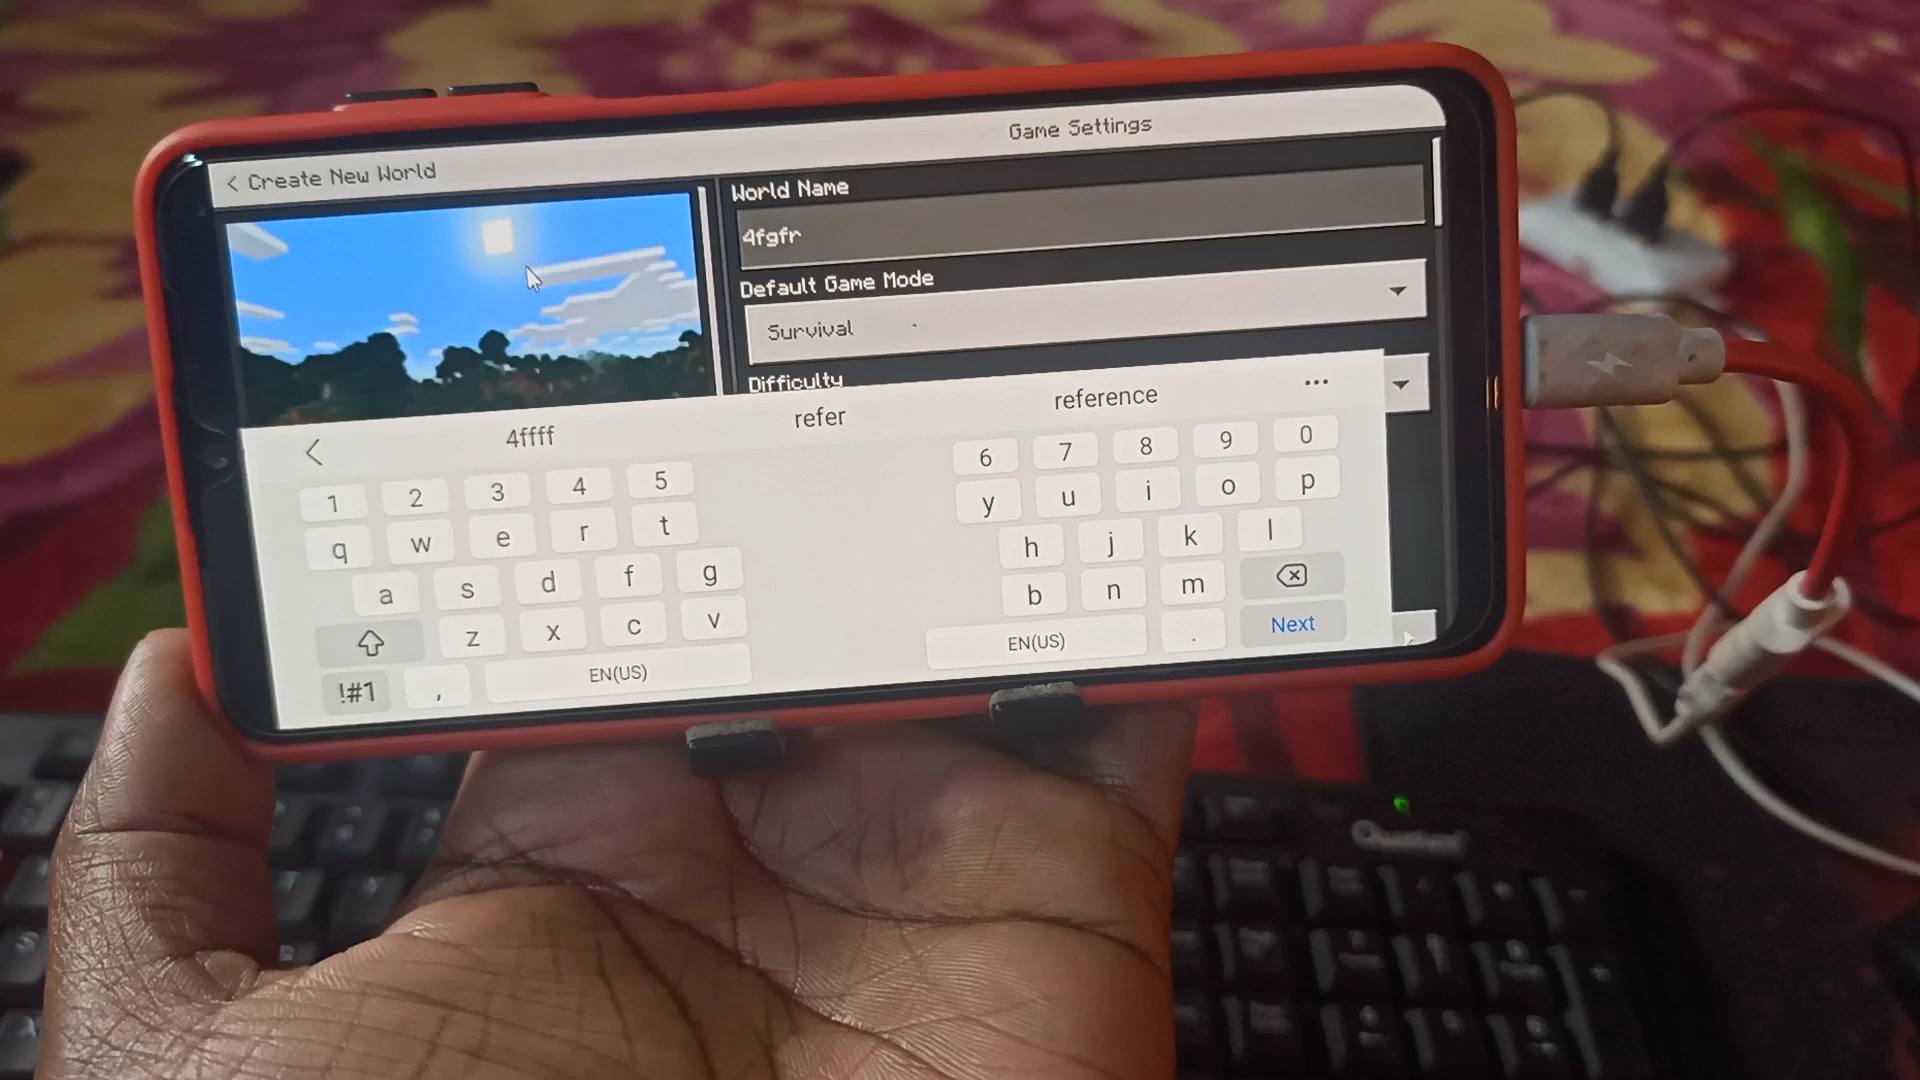 < Create New World
Game Settings
World Name
4fgfr
Default Game Mode
Survival
Difficulty
4ffff refer reference ...
1 2 3 4 5 6 7 8 9 0
q w e r t y u i o p
a s d f g h j k l
z x c v b n m
!#1 , EN(US) EN(US) . Next